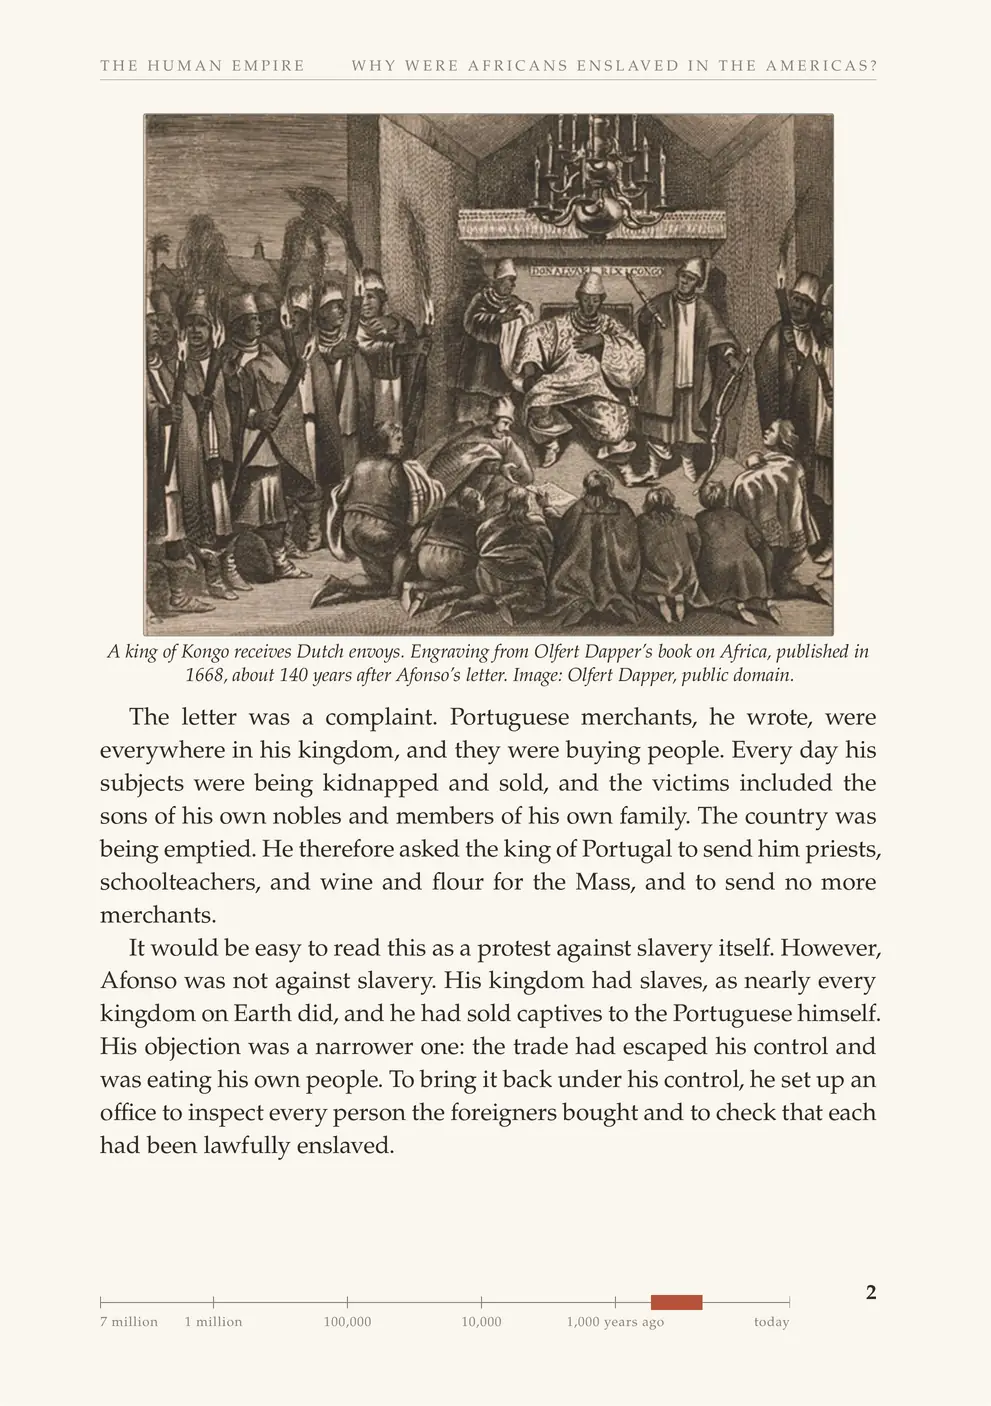 THE HUMAN EMPIRE WHY WERE AFRICANS ENSLAVED IN THE AMERICAS?
DON ALVARE REX CONGO
A king of Kongo receives Dutch envoys. Engraving from Olfert Dapper's book on Africa, published in
1668, about 140 years after Afonso's letter. Image: Olfert Dapper, public domain.
The letter was a complaint. Portuguese merchants, he wrote, were
everywhere in his kingdom, and they were buying people. Every day his
subjects were being kidnapped and sold, and the victims included the
sons of his own nobles and members of his own family. The country was
being emptied. He therefore asked the king of Portugal to send him priests,
schoolteachers, and wine and flour for the Mass, and to send no more
merchants.
It would be easy to read this as a protest against slavery itself. However,
Afonso was not against slavery. His kingdom had slaves, as nearly every
kingdom on Earth did, and he had sold captives to the Portuguese himself.
His objection was a narrower one: the trade had escaped his control and
was eating his own people. To bring it back under his control, he set up an
office to inspect every person the foreigners bought and to check that each
had been lawfully enslaved.
2
7 million 1 million 100,000 10,000 1,000 years ago today